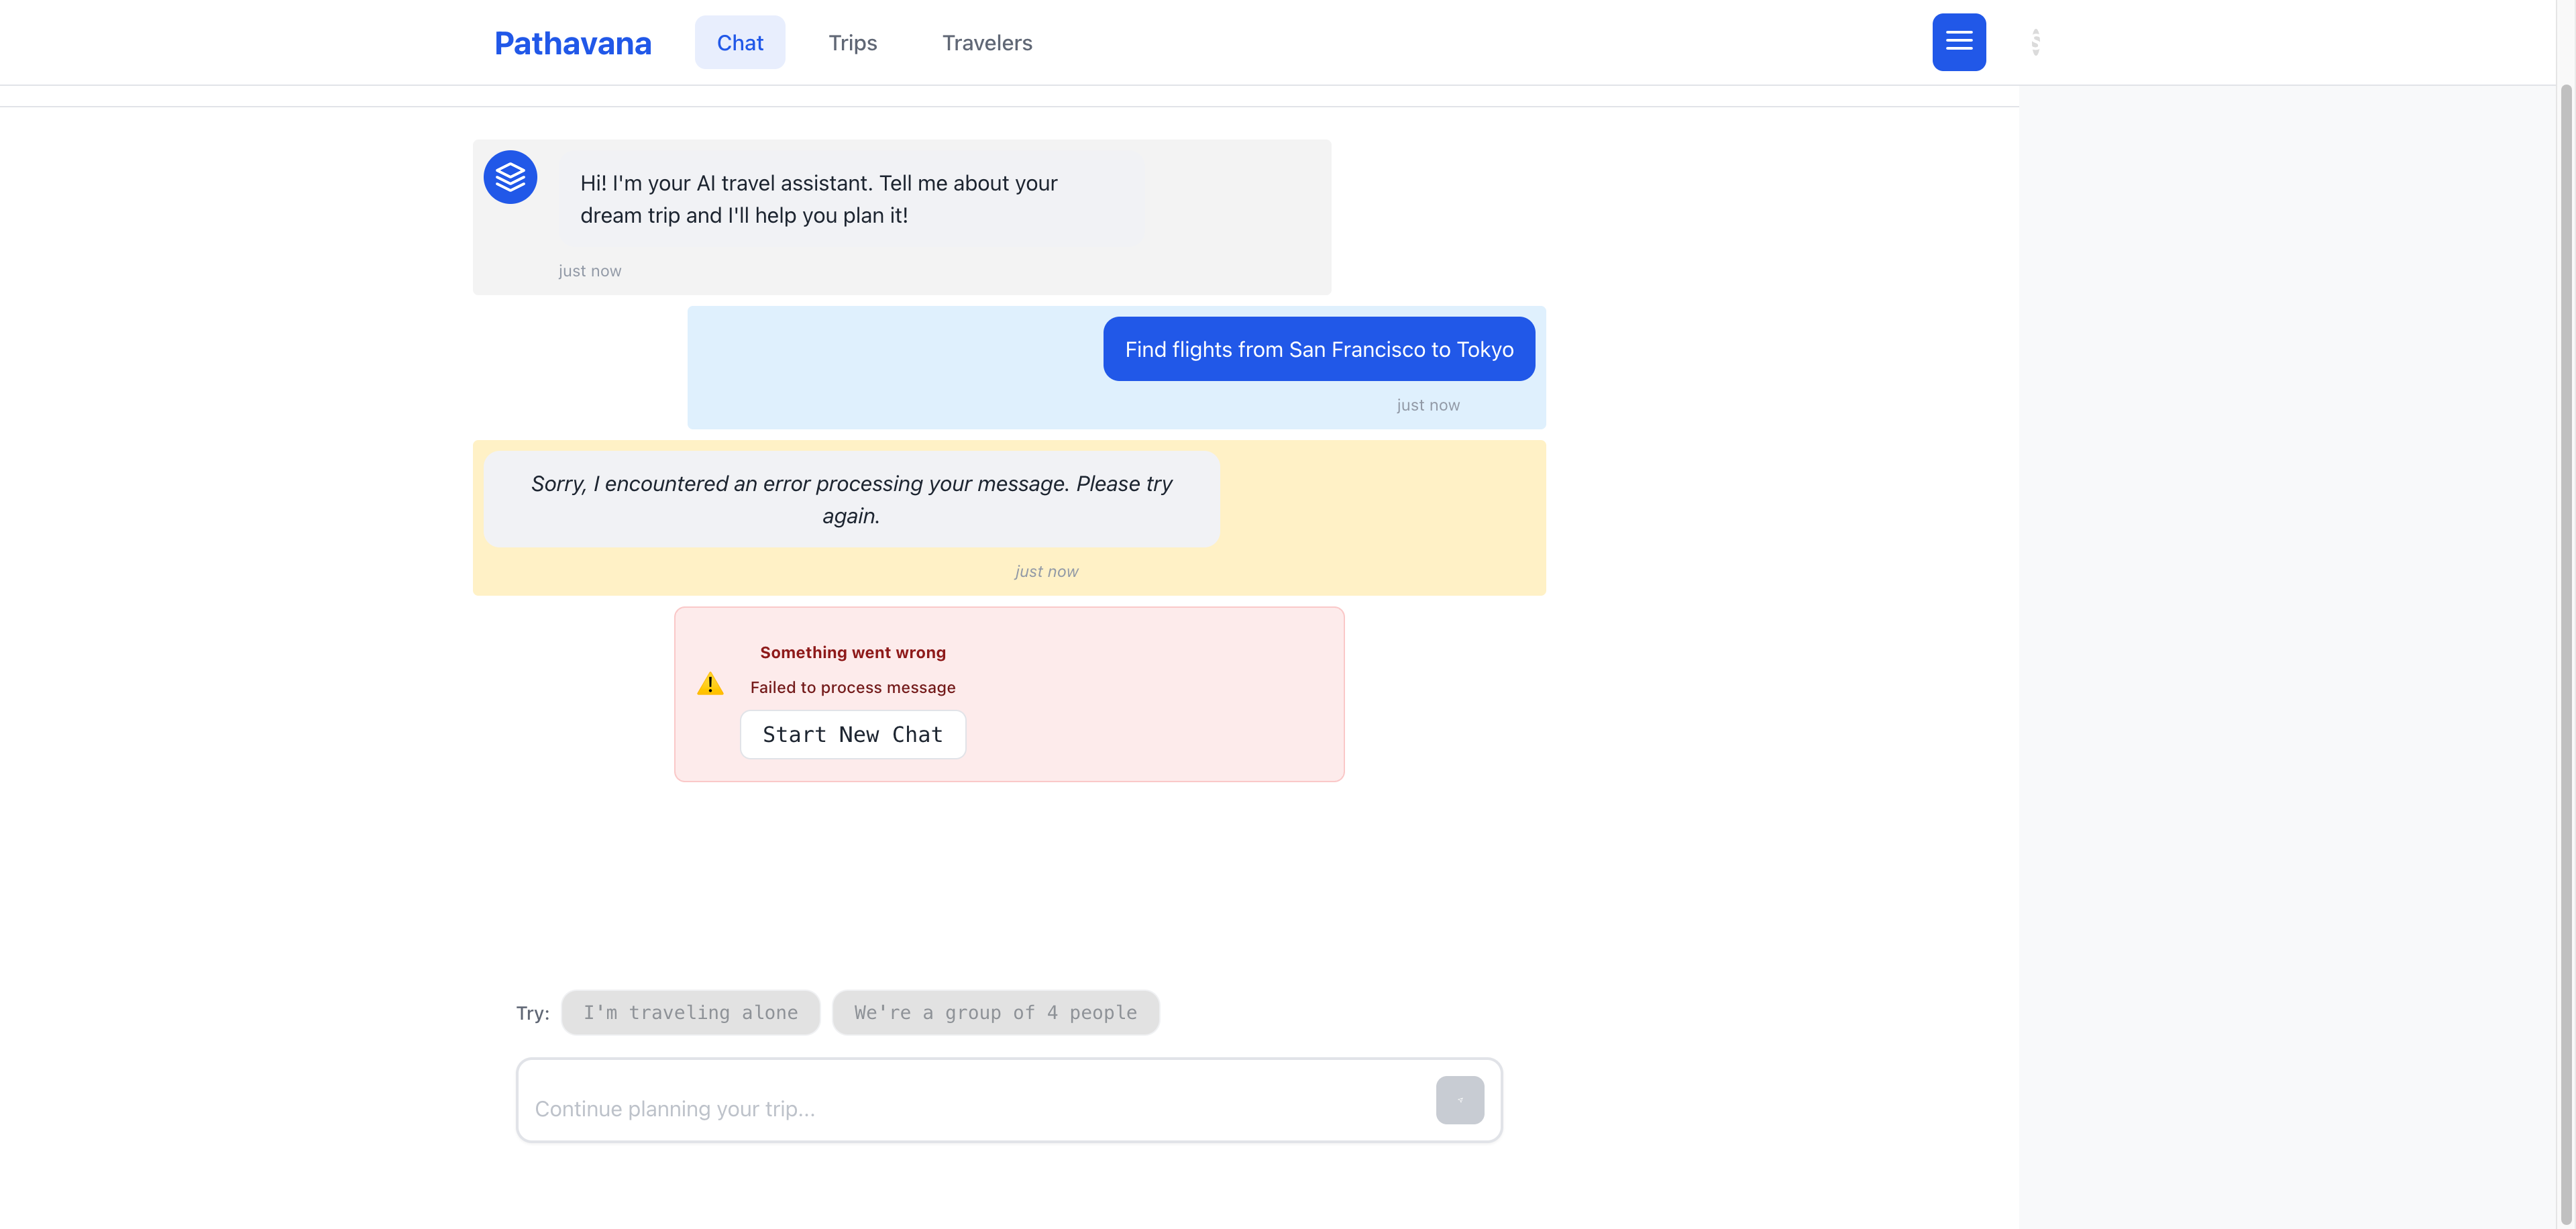 Pathavana Chat Trips Travelers
Hi! I'm your AI travel assistant. Tell me about your
dream trip and I'll help you plan it!
just now
Find flights from San Francisco to Tokyo
just now
Sorry, I encountered an error processing your message. Please try
again.
just now
Something went wrong
Failed to process message
Start New Chat
Try: I'm traveling alone We're a group of 4 people
Continue planning your trip...